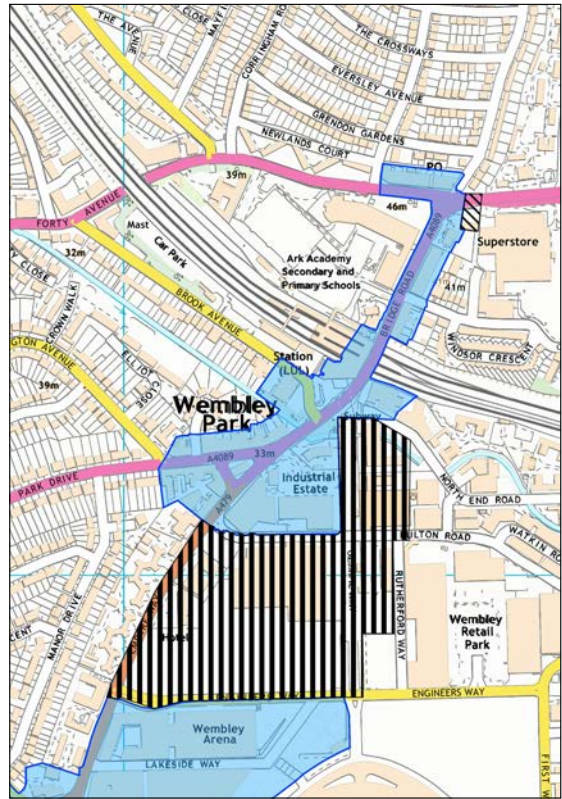 THE AVENUE
CLOSE
CORRINGHAM RO
THE CROSSWAYS
EVERSLEY AVENUE
GRENDON GARDENS
NEWLANDS COURT
PO
39m
46m
FORTY AVENUE
Mast
Car Park
A4089
Superstore
32m
Ark Academy
Secondary and
Primary Schools
41m
CLOSE
CROWN WALK
BROOK AVENUE
BRIDGE ROAD
WINDSOR CRESCENT
GTON AVENUE
ELLIOT CLOSE
Station
(LUL)
39m
Wembley
Park
Subway
A4089
33m
Industrial
Estate
PARK DRIVE
A479
NORTH END ROAD
FULTON ROAD
WATKIN RO
MANOR DRIVE
RUTHERFORD WAY
CENT
Hotel
Wembley
Retail
Park
ENGINEERS WAY
Wembley
Arena
LAKESIDE WAY
FIRST W